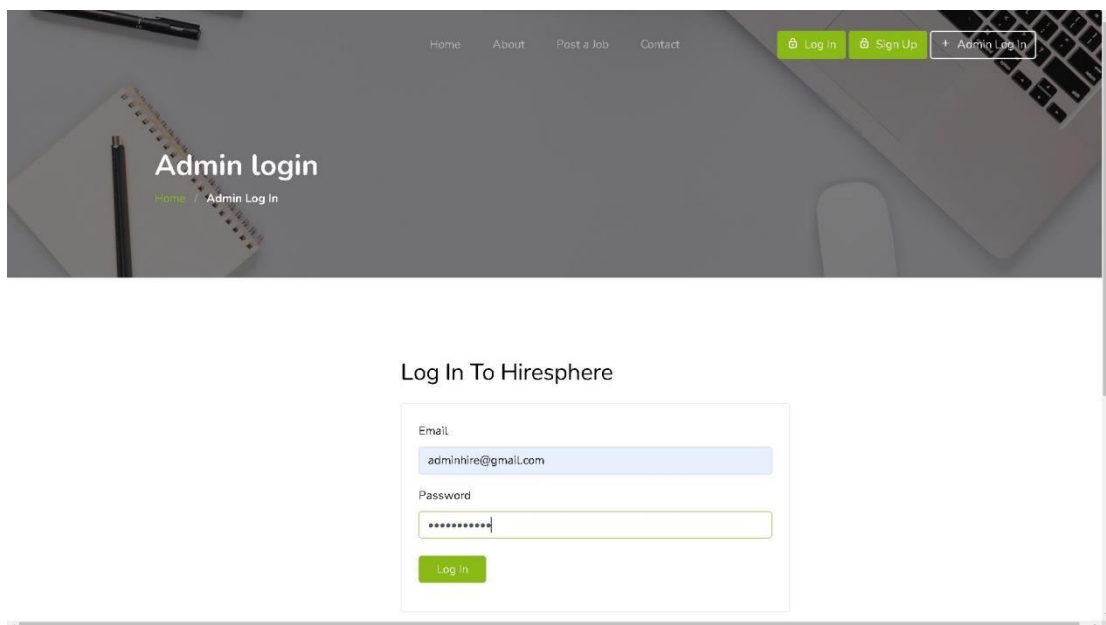 Home About Post a Job Contact Log In Sign Up + Admin Log In
Admin login
Home / Admin Log In
Log In To Hiresphere
Email
adminhire@gmail.com
Password
•••••••••••
Log In